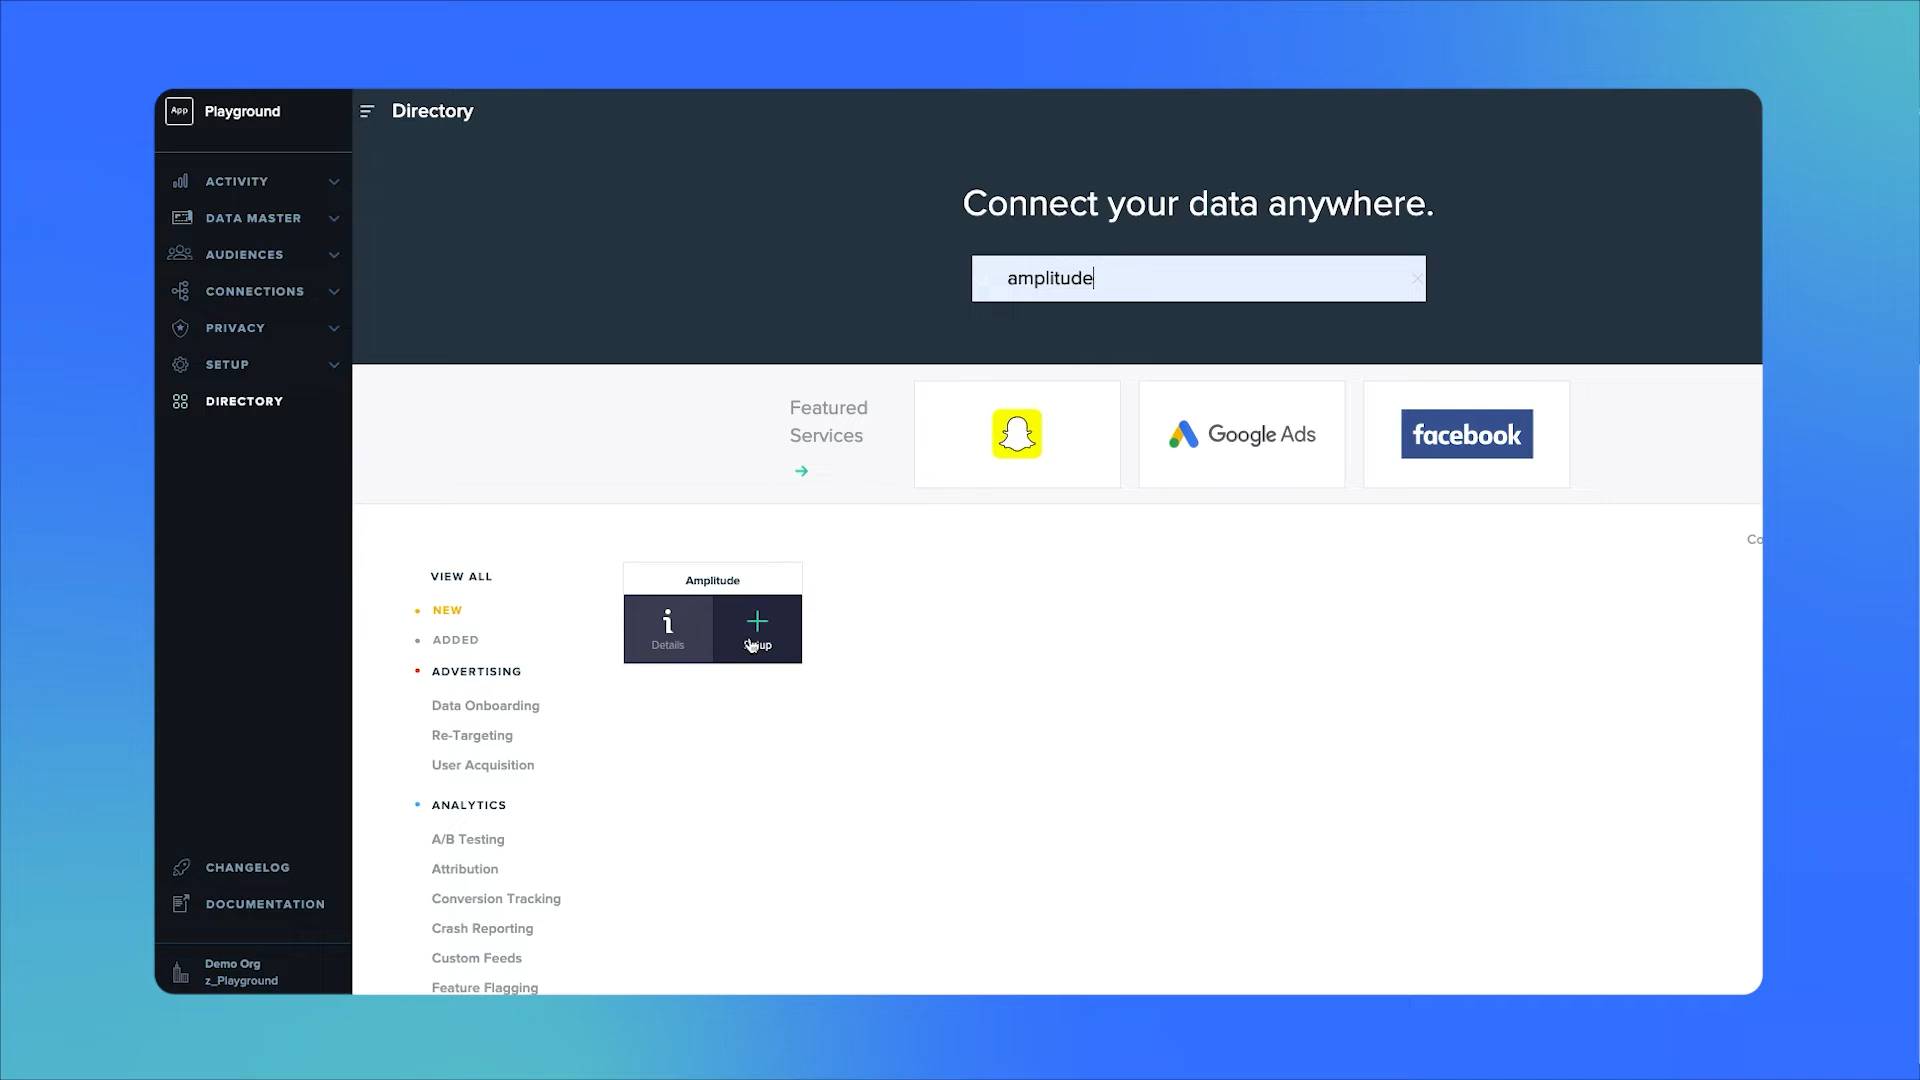 App Playground
Directory
ACTIVITY
DATA MASTER
AUDIENCES
CONNECTIONS
PRIVACY
SETUP
DIRECTORY
CHANGELOG
DOCUMENTATION
Demo Org
z_Playground
Connect your data anywhere.
amplitude
Featured
Services
Google Ads
facebook
Co
VIEW ALL
NEW
ADDED
ADVERTISING
Data Onboarding
Re-Targeting
User Acquisition
ANALYTICS
A/B Testing
Attribution
Conversion Tracking
Crash Reporting
Custom Feeds
Feature Flagging
Amplitude
Details